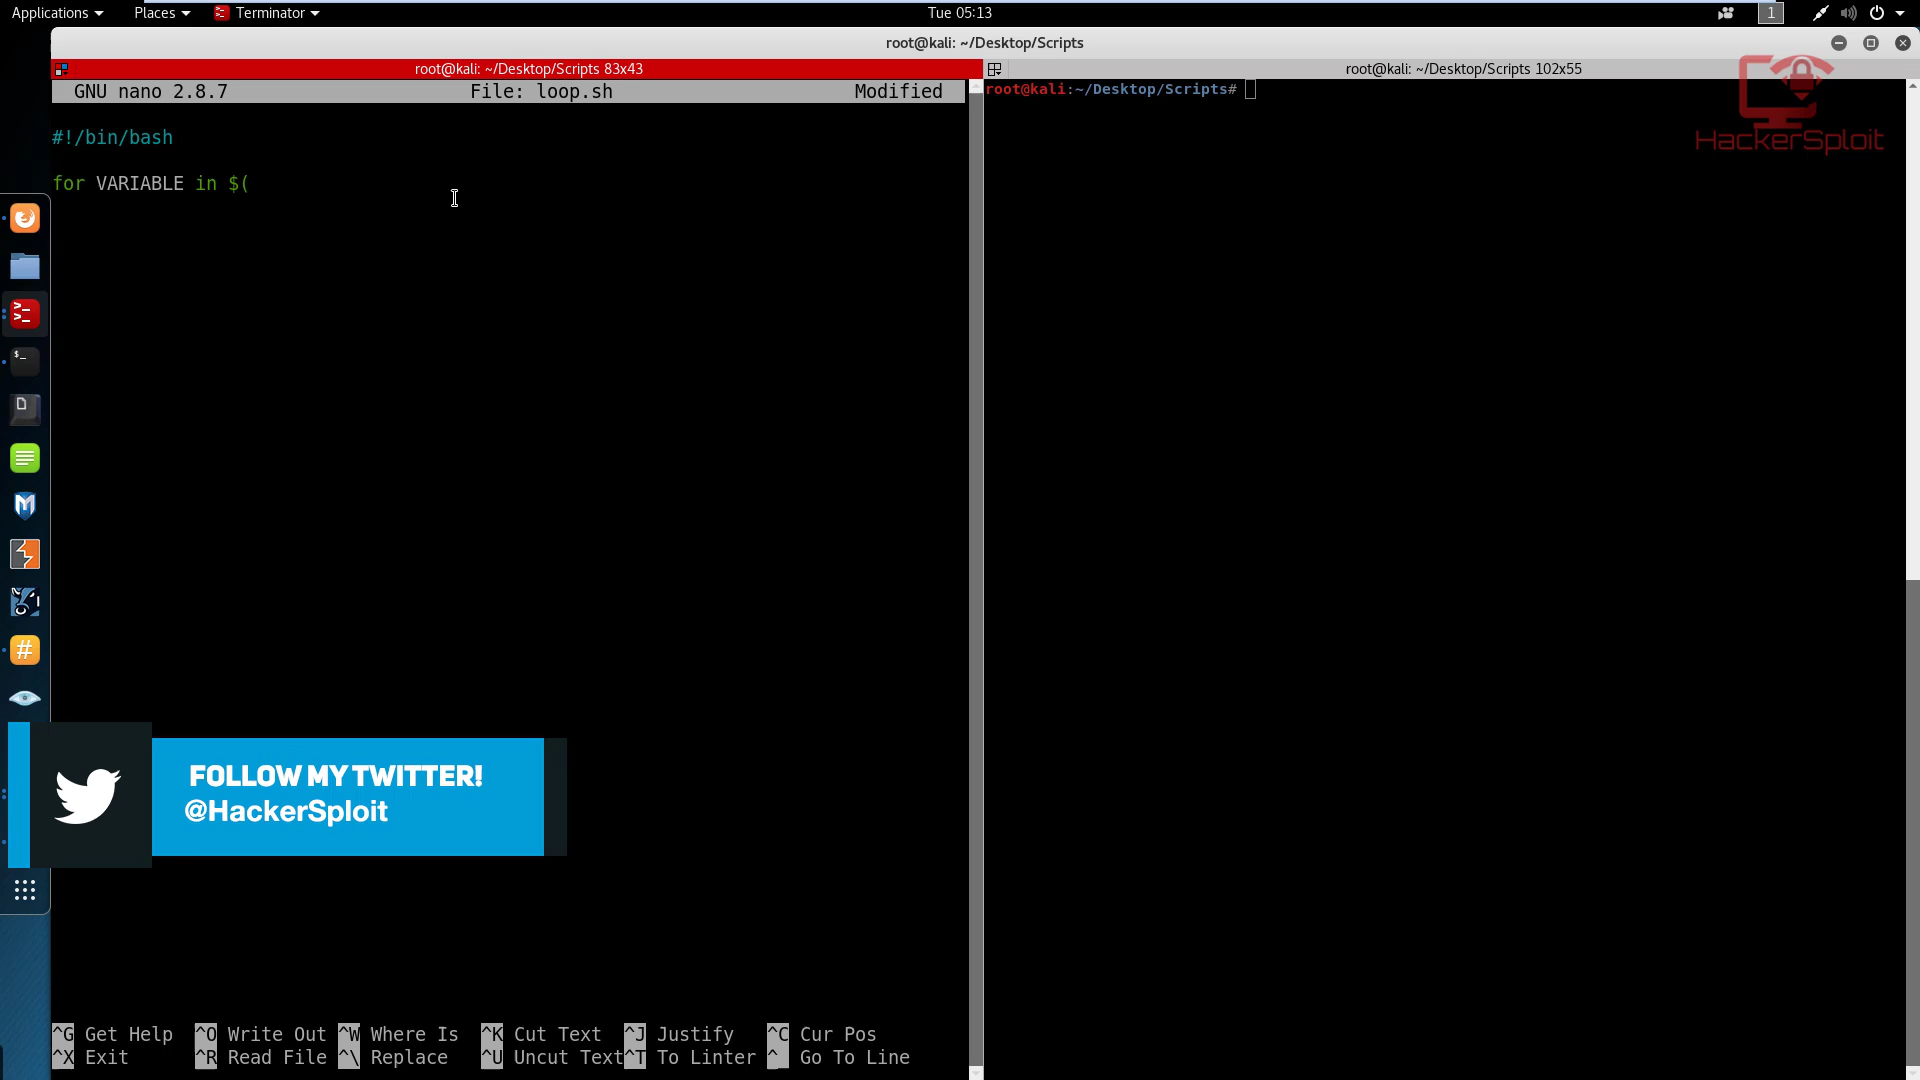 Applications Places Terminator Tue 05:13 1
root@kali: ~/Desktop/Scripts
root@kali: ~/Desktop/Scripts 83x43
root@kali: ~/Desktop/Scripts 102x55
GNU nano 2.8.7 File: loop.sh Modified
root@kali:~/Desktop/Scripts#
HackerSploit
#!/bin/bash
for VARIABLE in $(
FOLLOW MY TWITTER!
@HackerSploit
^G Get Help ^O Write Out ^W Where Is ^K Cut Text ^J Justify ^C Cur Pos
^X Exit ^R Read File ^\ Replace ^U Uncut Text ^T To Linter ^_ Go To Line